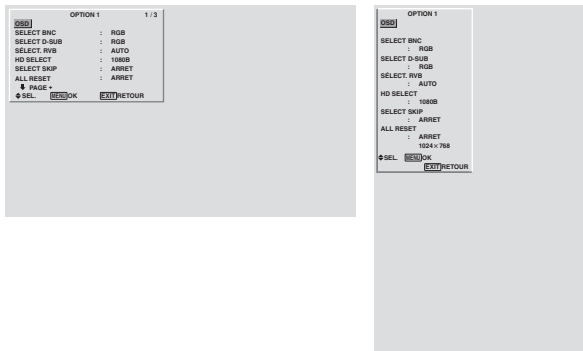 OPTION 1 1 / 3
OSD
SELECT BNC : RGB
SELECT D-SUB : RGB
SÉLECT. RVB : AUTO
HD SELECT : 1080B
SELECT SKIP : ARRET
ALL RESET : ARRET
PAGE +
SEL. MENU OK EXIT RETOUR
OPTION 1
OSD
SELECT BNC
: RGB
SELECT D-SUB
: RGB
SÉLECT. RVB
: AUTO
HD SELECT
: 1080B
SELECT SKIP
: ARRET
ALL RESET
: ARRET
1024×768
SEL. MENU OK
EXIT RETOUR